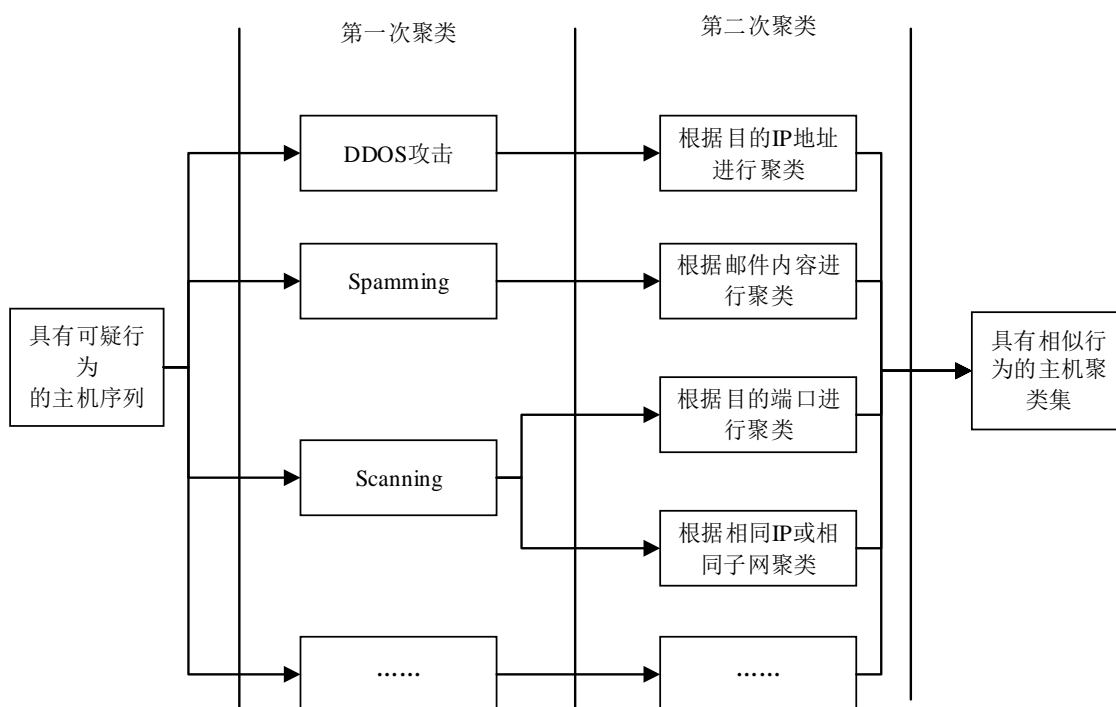 第一次聚类
第二次聚类
DDOS攻击
根据目的IP地址
进行聚类
Spamming
根据邮件内容进
行聚类
具有可疑行
为
的主机序列
具有相似行
为的主机聚
类集
根据目的端口进
行聚类
Scanning
根据相同IP或相
同子网聚类
……
……